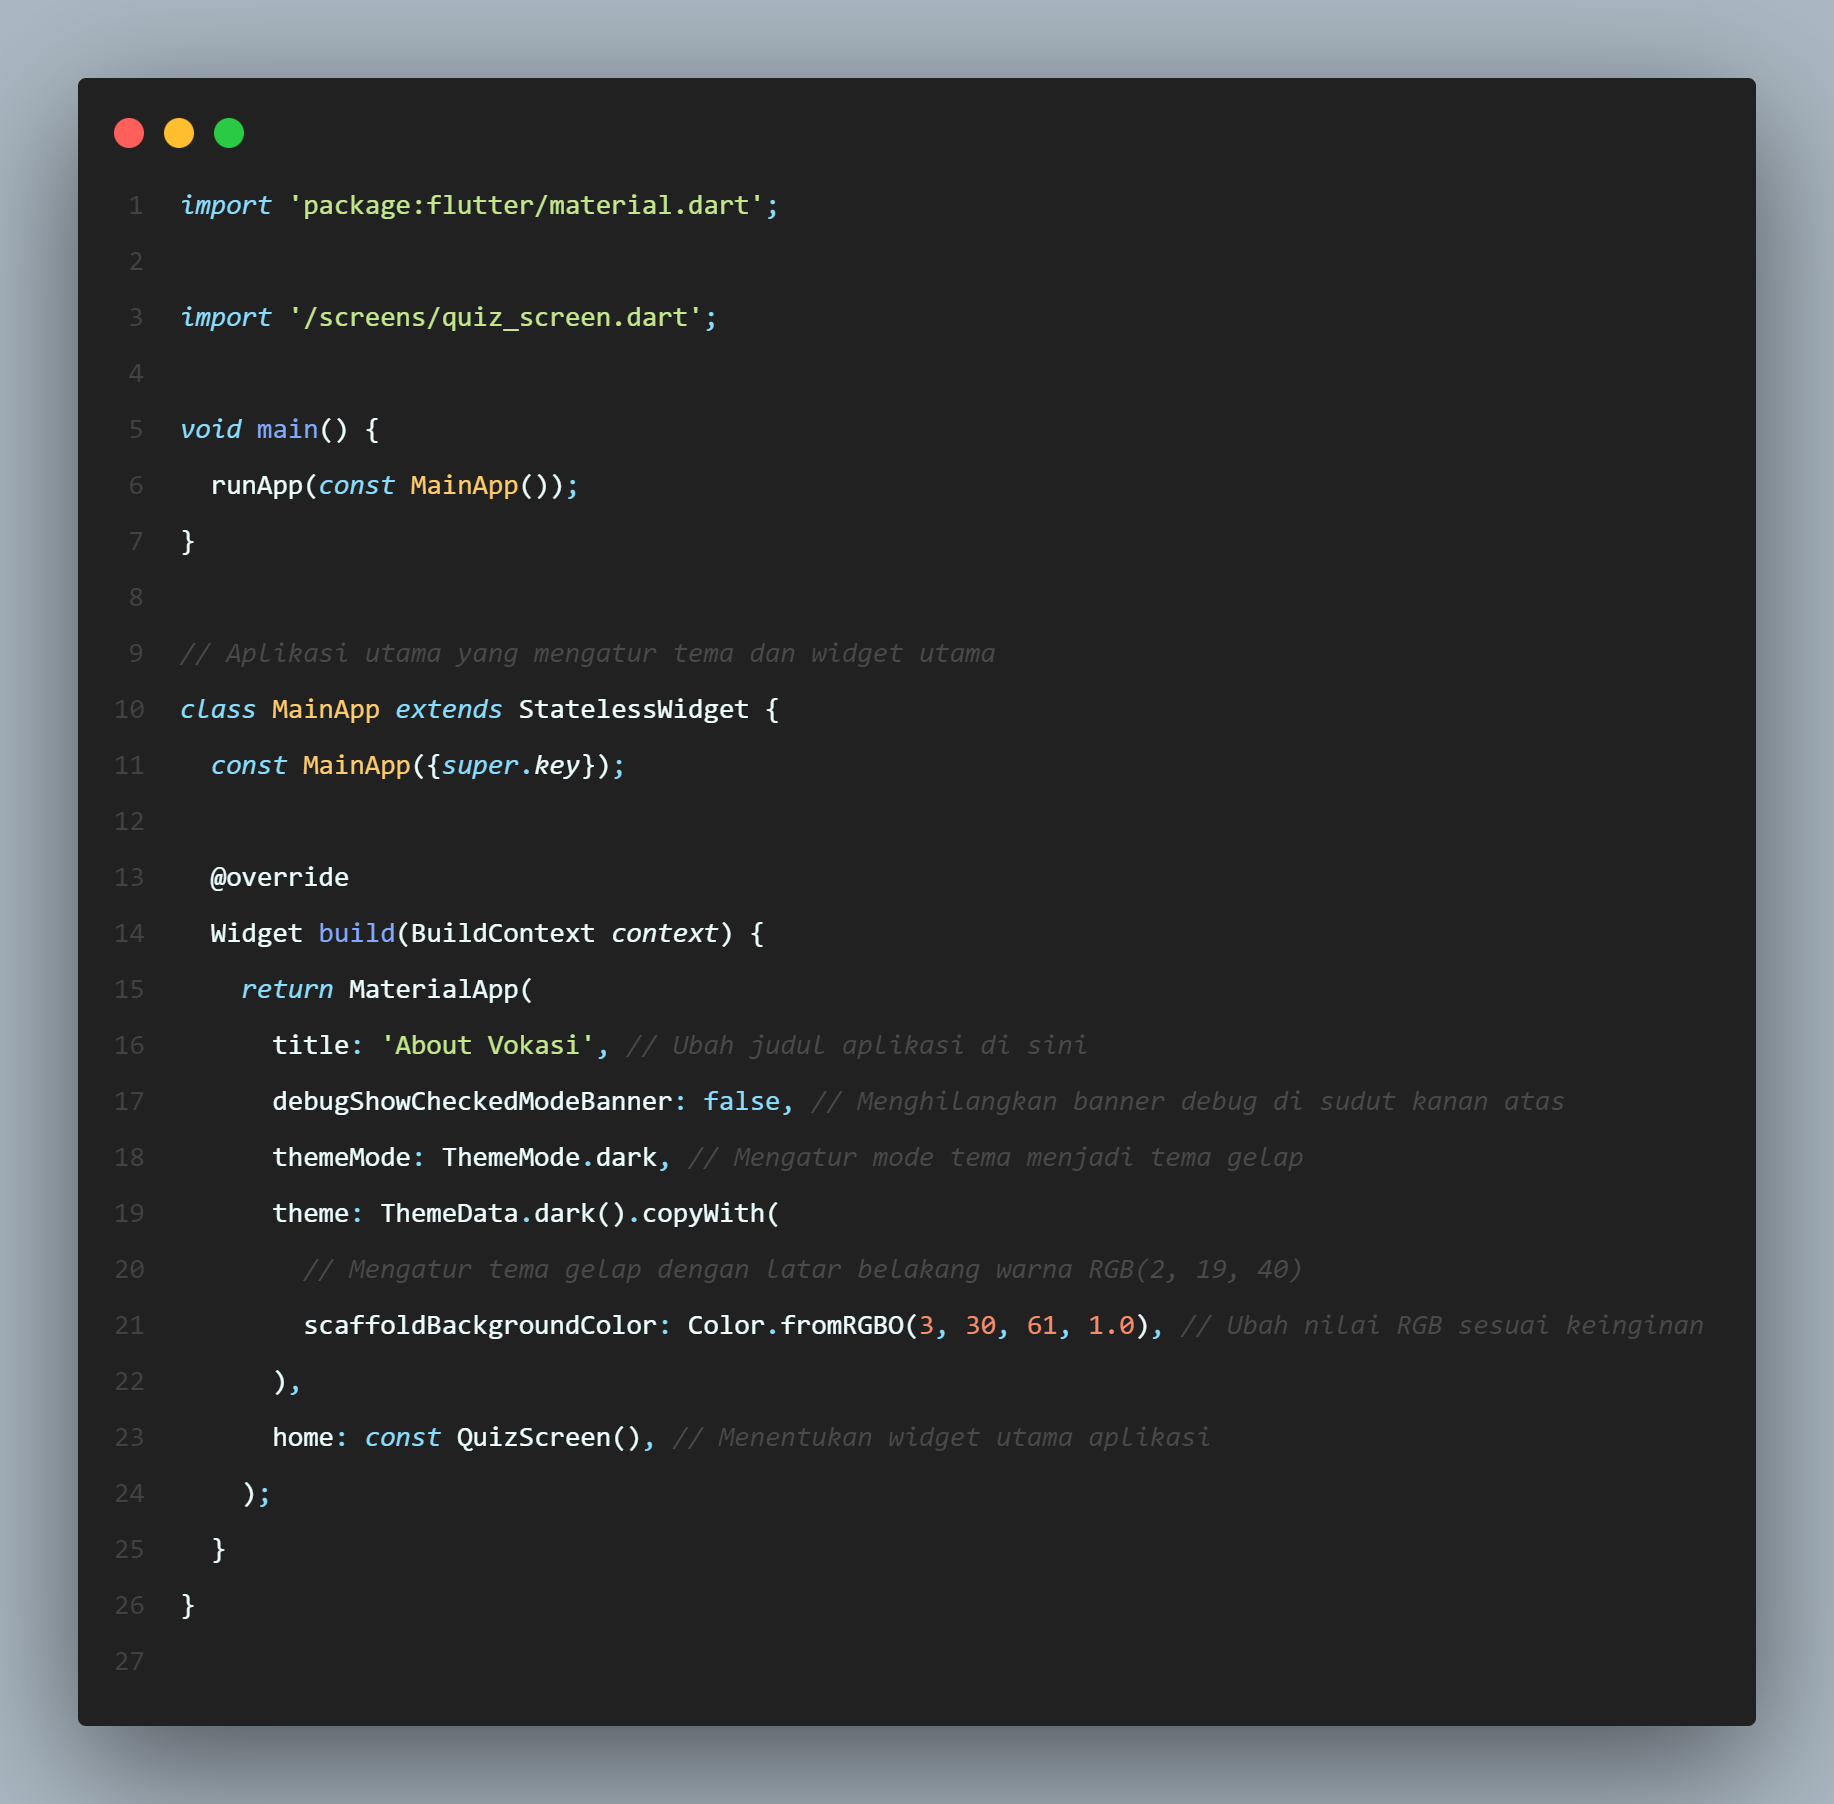 1 import 'package:flutter/material.dart';
2
3 import '/screens/quiz_screen.dart';
4
5 void main() {
6   runApp(const MainApp());
7 }
8
9 // Aplikasi utama yang mengatur tema dan widget utama
10 class MainApp extends StatelessWidget {
11   const MainApp({super.key});
12
13   @override
14   Widget build(BuildContext context) {
15     return MaterialApp(
16       title: 'About Vokasi', // Ubah judul aplikasi di sini
17       debugShowCheckedModeBanner: false, // Menghilangkan banner debug di sudut kanan atas
18       themeMode: ThemeMode.dark, // Mengatur mode tema menjadi tema gelap
19       theme: ThemeData.dark().copyWith(
20         // Mengatur tema gelap dengan latar belakang warna RGB(2, 19, 40)
21         scaffoldBackgroundColor: Color.fromRGBO(3, 30, 61, 1.0), // Ubah nilai RGB sesuai keinginan
22       ),
23       home: const QuizScreen(), // Menentukan widget utama aplikasi
24     );
25   }
26 }
27